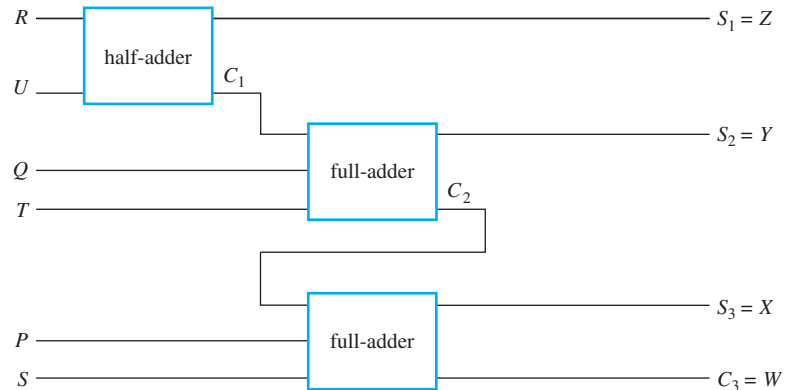 R
S₁ = Z
half-adder
U
C₁
S₂ = Y
Q
full-adder
T
C₂
S₃ = X
P
full-adder
S
C₃ = W